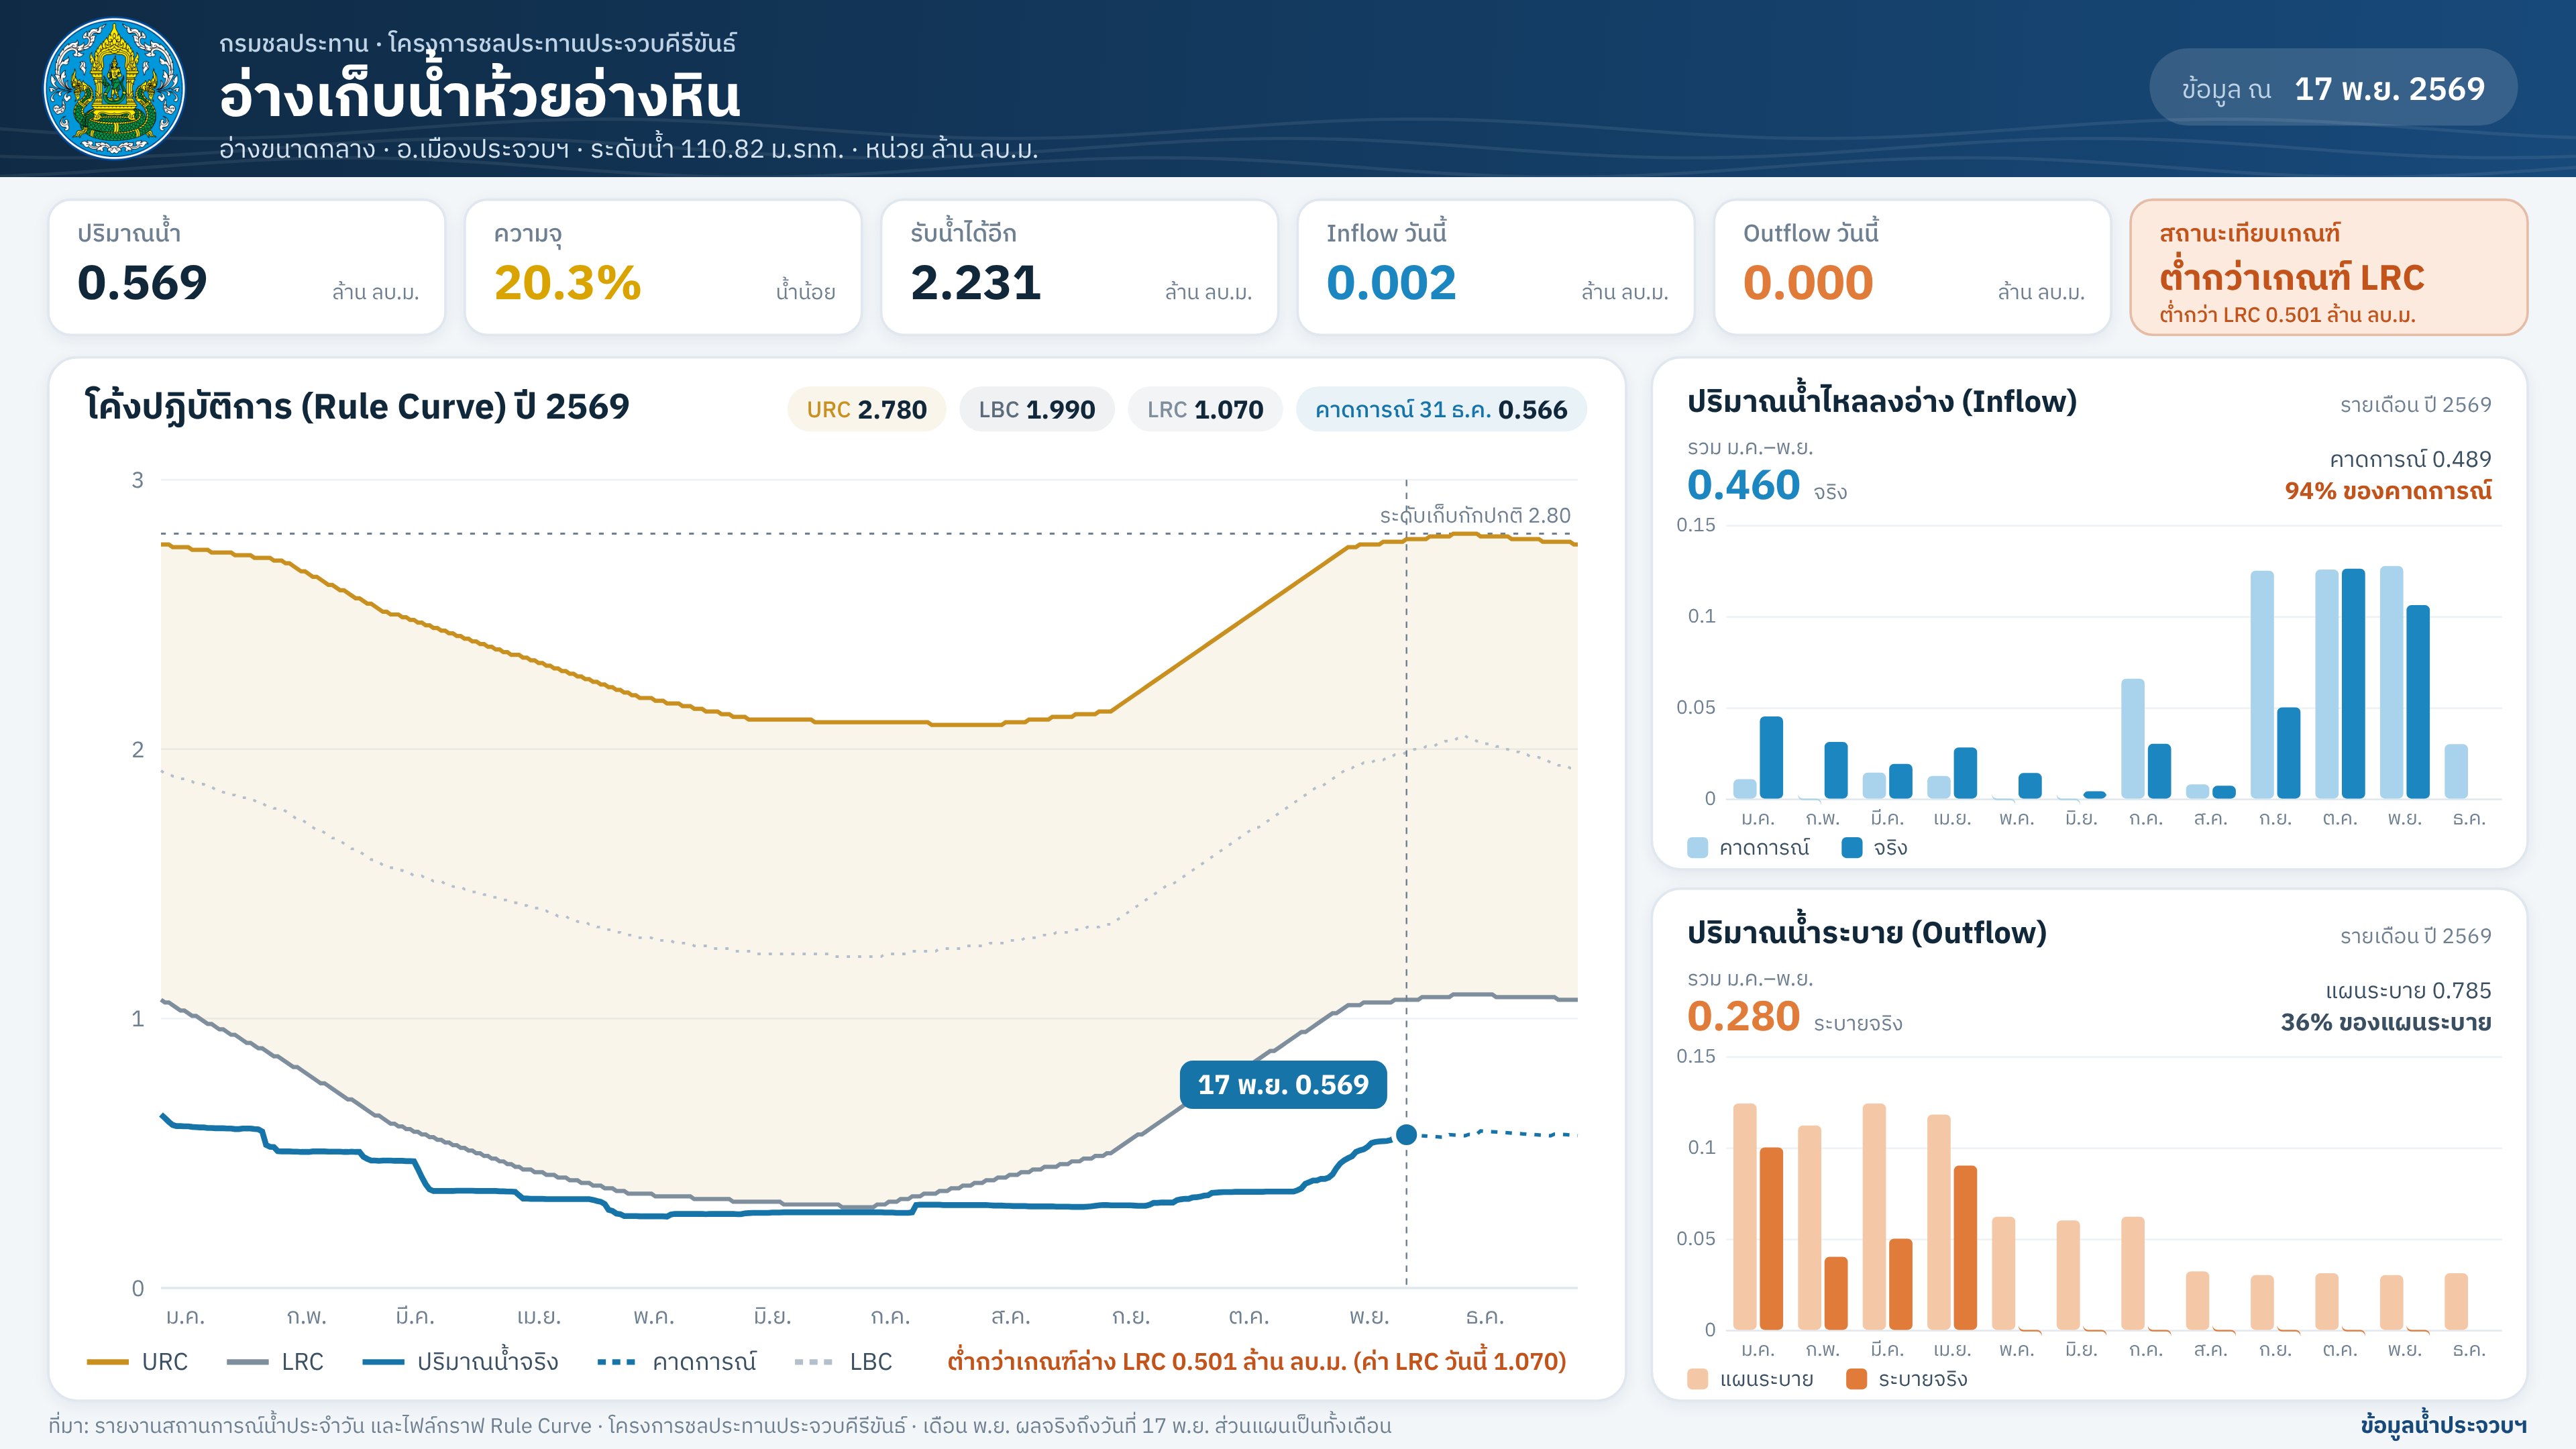 กรมชลประทาน · โครงการชลประทานประจวบคีรีขันธ์
อ่างเก็บน้ำห้วยอ่างหิน
อ่างขนาดกลาง · อ.เมืองประจวบฯ · ระดับน้ำ 110.82 ม.รทก. · หน่วย ล้าน ลบ.ม.
ข้อมูล ณ 17 พ.ย. 2569
ปริมาณน้ำ
0.569 ล้าน ลบ.ม.
ความจุ
20.3% น้ำน้อย
รับน้ำได้อีก
2.231 ล้าน ลบ.ม.
Inflow วันนี้
0.002 ล้าน ลบ.ม.
Outflow วันนี้
0.000 ล้าน ลบ.ม.
สถานะเทียบเกณฑ์
ต่ำกว่าเกณฑ์ LRC
ต่ำกว่า LRC 0.501 ล้าน ลบ.ม.
โค้งปฏิบัติการ (Rule Curve) ปี 2569
URC 2.780 LBC 1.990 LRC 1.070 คาดการณ์ 31 ธ.ค. 0.566
3
ระดับเก็บกักปกติ 2.80
2
1
17 พ.ย. 0.569
0
ม.ค. ก.พ. มี.ค. เม.ย. พ.ค. มิ.ย. ก.ค. ส.ค. ก.ย. ต.ค. พ.ย. ธ.ค.
URC LRC ปริมาณน้ำจริง คาดการณ์ LBC ต่ำกว่าเกณฑ์ล่าง LRC 0.501 ล้าน ลบ.ม. (ค่า LRC วันนี้ 1.070)
ปริมาณน้ำไหลลงอ่าง (Inflow) รายเดือน ปี 2569
รวม ม.ค.–พ.ย.
0.460 จริง
คาดการณ์ 0.489
94% ของคาดการณ์
0.15
0.1
0.05
0
ม.ค. ก.พ. มี.ค. เม.ย. พ.ค. มิ.ย. ก.ค. ส.ค. ก.ย. ต.ค. พ.ย. ธ.ค.
คาดการณ์ จริง
ปริมาณน้ำระบาย (Outflow) รายเดือน ปี 2569
รวม ม.ค.–พ.ย.
0.280 ระบายจริง
แผนระบาย 0.785
36% ของแผนระบาย
0.15
0.1
0.05
0
ม.ค. ก.พ. มี.ค. เม.ย. พ.ค. มิ.ย. ก.ค. ส.ค. ก.ย. ต.ค. พ.ย. ธ.ค.
แผนระบาย ระบายจริง
ที่มา: รายงานสถานการณ์น้ำประจำวัน และไฟล์กราฟ Rule Curve · โครงการชลประทานประจวบคีรีขันธ์ · เดือน พ.ย. ผลจริงถึงวันที่ 17 พ.ย. ส่วนแผนเป็นทั้งเดือน
ข้อมูลน้ำประจวบฯ